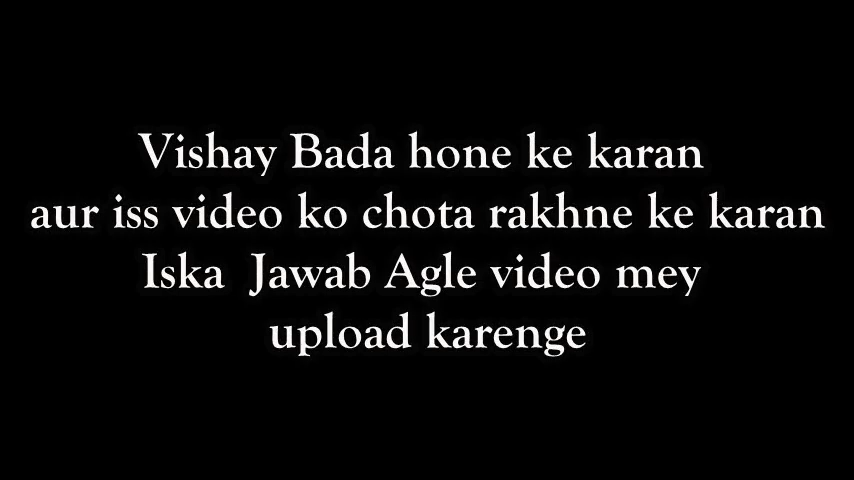 Vishay Bada hone ke karan
aur iss video ko chota rakhne ke karan
Iska Jawab Agle video mey
upload karenge